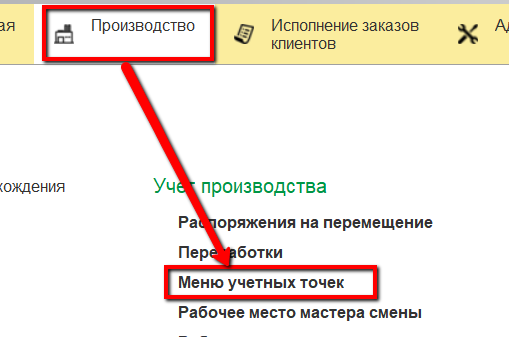 ая
Производство
Исполнение заказов
клиентов
хождения
Учет производства
Распоряжения на перемещение
Переработки
Меню учетных точек
Рабочее место мастера смены